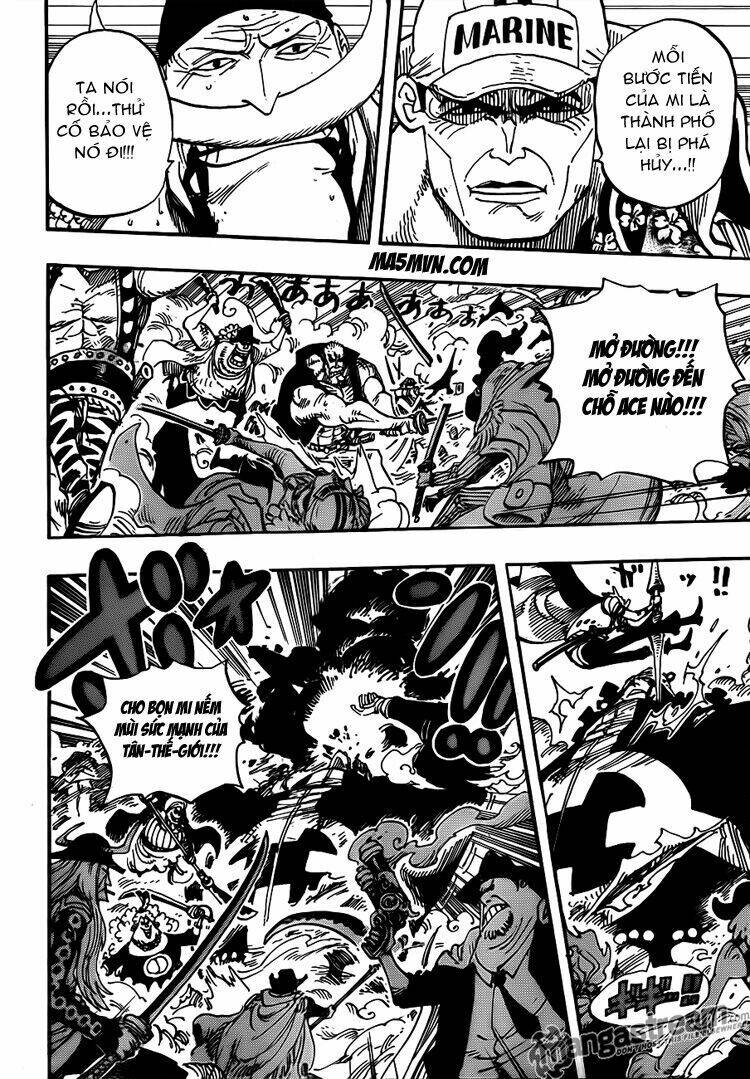 MARINE
MỖI
BƯỚC TIẾN
CỦA MI LÀ
THÀNH PHỐ
LẠI BỊ PHÁ
HỦY...!!
TA NÓI
RỒI...THỬ
CỐ BẢO VỆ
NÓ ĐI!!!
MA5MVN.COM
MỞ ĐƯỜNG!!!
MỞ ĐƯỜNG ĐẾN
CHỖ ACE NÀO!!!
CHO BỌN MI NẾM
MÙI SỨC MẠNH CỦA
TÂN-THẾ-GIỚI!!!
mangastream.com